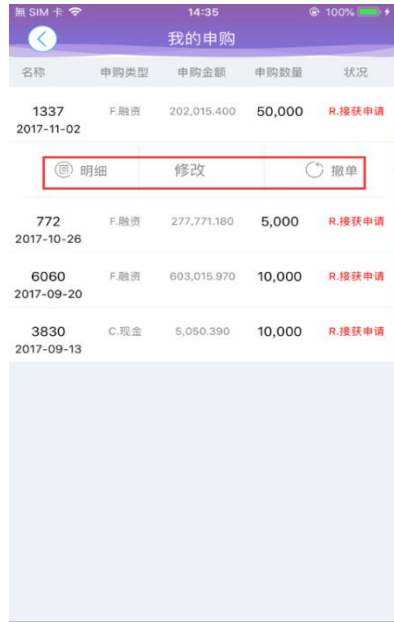 無 SIM 卡 14:35 100%
我的申购
名称 申购类型 申购金额 申购数量 状况
1337 F.融资 202,015.400 50,000 R.接获申请
2017-11-02
明细 修改 撤单
772 F.融资 277,771.180 5,000 R.接获申请
2017-10-26
6060 F.融资 603,015.970 10,000 R.接获申请
2017-09-20
3830 C.现金 5,050.390 10,000 R.接获申请
2017-09-13